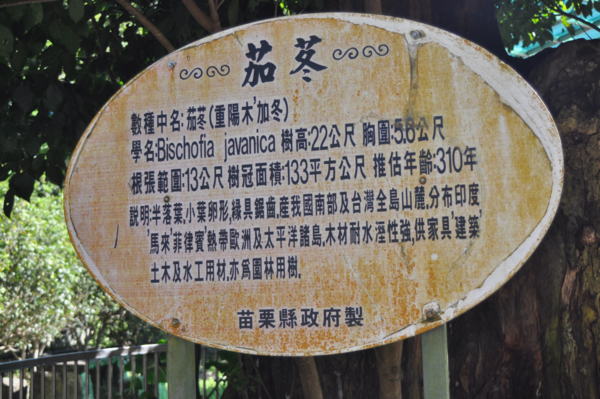 茄苳
數種中名:茄苳(重陽木'加冬)
學名:Bischofia javanica 樹高:22公尺 胸圍:5.6公尺
根張範圍:13公尺 樹冠面積:133平方公尺 推估年齡:310年
說明:半落葉,小葉卵形,緣具鋸齒,產我國南部及台灣全島山麓,分布印度
'馬來'菲律賓'熱帶歐洲及太平洋諸島,木材耐水溼性強,供家具'建築'
土木及水工用材,亦爲園林用樹.
苗栗縣政府製